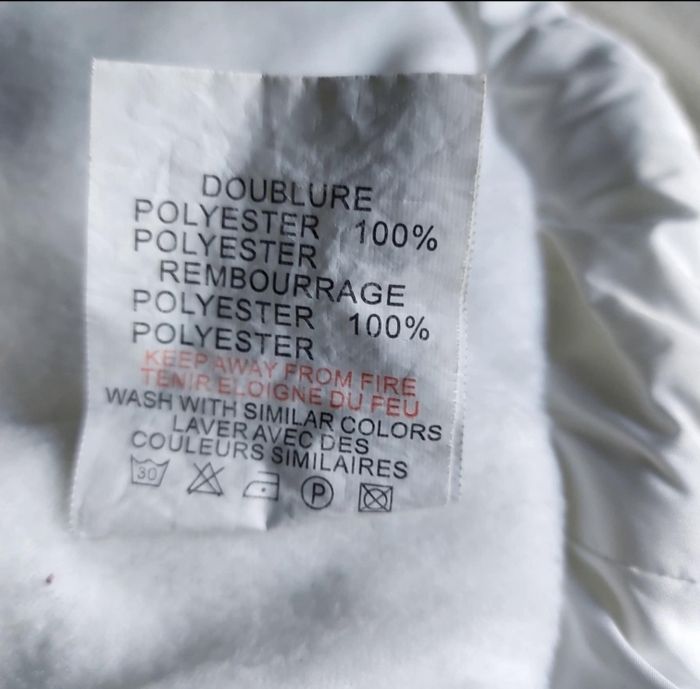 DOUBLURE
POLYESTER 100%
POLYESTER
REMBOURRAGE
POLYESTER 100%
POLYESTER
KEEP AWAY FROM FIRE
TENIR ELOIGNE DU FEU
WASH WITH SIMILAR COLORS
LAVER AVEC DES
COULEURS SIMILAIRES
30 P